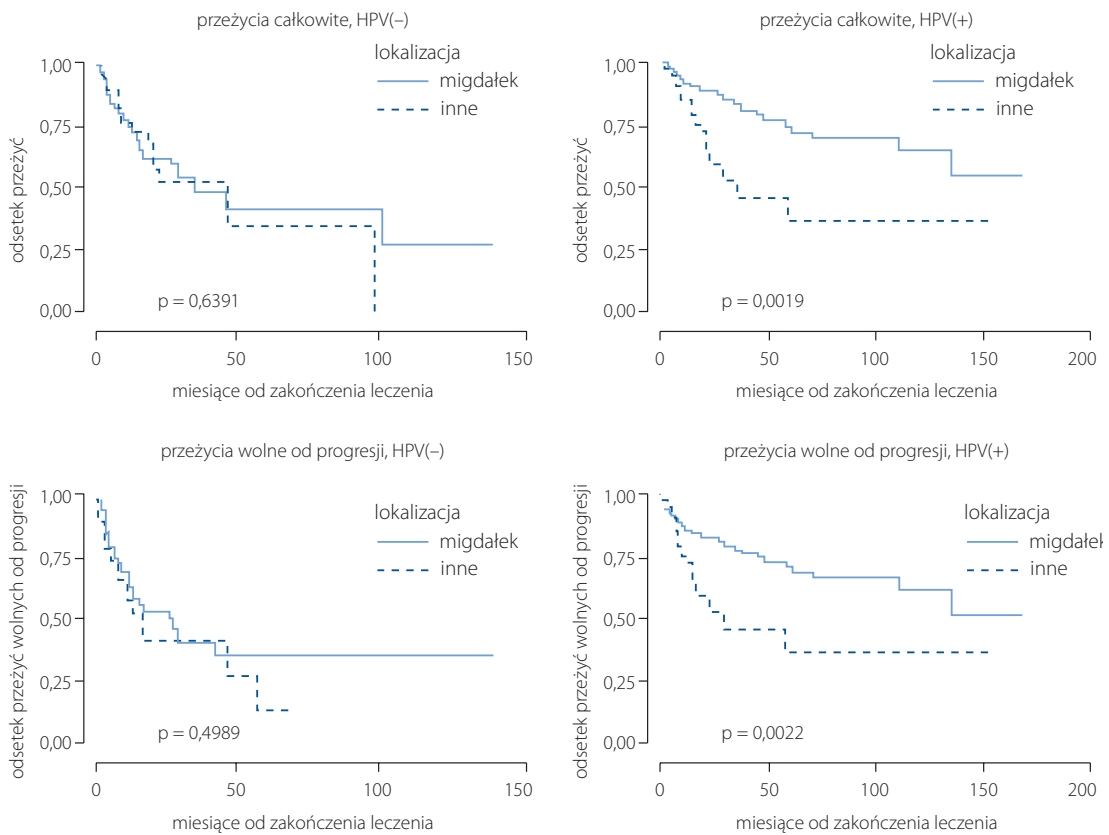 przeżycia całkowite, HPV(–)
lokalizacja
migdałek
inne
odsetek przeżyć
1,00
0,75
0,50
0,25
0,00
p = 0,6391
0
50
100
150
miesiące od zakończenia leczenia
przeżycia całkowite, HPV(+)
lokalizacja
migdałek
inne
odsetek przeżyć
1,00
0,75
0,50
0,25
0,00
p = 0,0019
0
50
100
150
200
miesiące od zakończenia leczenia
przeżycia wolne od progresji, HPV(–)
lokalizacja
migdałek
inne
odsetek przeżyć wolnych od progresji
1,00
0,75
0,50
0,25
0,00
p = 0,4989
0
50
100
150
miesiące od zakończenia leczenia
przeżycia wolne od progresji, HPV(+)
lokalizacja
migdałek
inne
odsetek przeżyć wolnych od progresji
1,00
0,75
0,50
0,25
0,00
p = 0,0022
0
50
100
150
200
miesiące od zakończenia leczenia